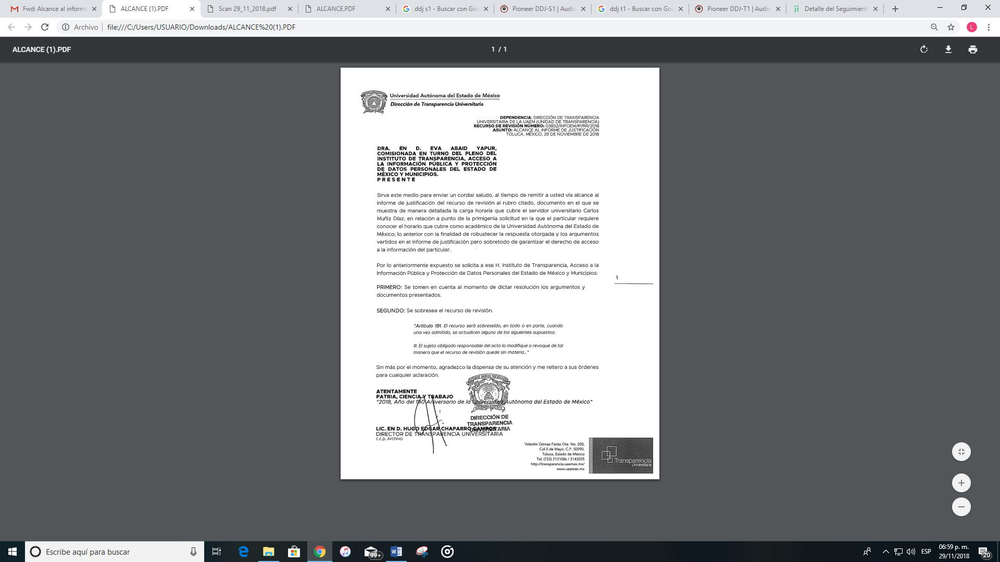 Fwd: Alcance al informe
ALCANCE (1).PDF
Scan 29_11_2018.pdf
ALCANCE.PDF
ddj s1 - Buscar con Goo
Pioneer DDJ-S1 | Audio
ddj t1 - Buscar con Goo
Pioneer DDJ-T1 | Audio
Detalle del Seguimiento
Archivo
file:///C:/Users/USUARIO/Downloads/ALCANCE%20(1).PDF
L
ALCANCE (1).PDF
1 / 1
Universidad Autónoma del Estado de México
Dirección de Transparencia Universitaria
DEPENDENCIA: DIRECCIÓN DE TRANSPARENCIA
UNIVERSITARIA DE LA UAEM (UNIDAD DE TRANSPARENCIA)
RECURSO DE REVISIÓN NÚMERO: 03832/INFOEM/IP/RR/2018
ASUNTO: ALCANCE AL INFORME DE JUSTIFICACIÓN
TOLUCA, MÉXICO, 29 DE NOVIEMBRE DE 2018
DRA. EN D. EVA ABAID YAPUR,
COMISIONADA EN TURNO DEL PLENO DEL
INSTITUTO DE TRANSPARENCIA, ACCESO A
LA INFORMACIÓN PÚBLICA Y PROTECCIÓN
DE DATOS PERSONALES DEL ESTADO DE
MÉXICO Y MUNICIPIOS.
P R E S E N T E
Sirva este medio para enviar un cordial saludo, al tiempo de remitir a usted vía alcance al
informe de justificación del recurso de revisión al rubro citado, documento en el que se
muestra de manera detallada la carga horaria que cubre el servidor universitario Carlos
Muñiz Díaz, en relación a punto de la primigenia solicitud en la que el particular requiere
conocer el horario que cubre como académico de la Universidad Autónoma del Estado de
México; lo anterior con la finalidad de robustecer la respuesta otorgada y los argumentos
vertidos en el informe de justificación pero sobretodo de garantizar el derecho de acceso
a la información del particular.
Por lo anteriormente expuesto se solicita a ese H. Instituto de Transparencia, Acceso a la
Información Pública y Protección de Datos Personales del Estado de México y Municipios:
1
PRIMERO: Se tomen en cuenta al momento de dictar resolución los argumentos y
documentos presentados.
SEGUNDO: Se sobresea el recurso de revisión.
"Artículo 191. El recurso será sobreseído, en todo o en parte, cuando
una vez admitido, se actualicen alguno de los siguientes supuestos:
III. El sujeto obligado responsable del acto lo modifique o revoque de tal
manera que el recurso de revisión quede sin materia..."
Sin más por el momento, agradezco la dispensa de su atención y me reitero a sus órdenes
para cualquier aclaración.
ESTADOS UNIDOS MEXICANOS
ATENTAMENTE
PATRIA, CIENCIA Y TRABAJO
"2018, Año del 190 Aniversario de la Universidad Autónoma del Estado de México"
DIRECCIÓN DE
TRANSPARENCIA
UNIVERSITARIA
LIC. EN D. HUGO EDGAR CHAPARRO CAMPOS
DIRECTOR DE TRANSPARENCIA UNIVERSITARIA
c.c.p. Archivo
Valentín Gómez Farías Ote. No. 200,
Col. 5 de Mayo. C.P. 50090.
Toluca, Estado de México
Tel. (722) 2131086 / 2143055
http://transparencia.uaemex.mx/
www.uaemex.mx
Transparencia
Universitaria
Escribe aquí para buscar
99+
ESP
06:59 p. m.
29/11/2018
20